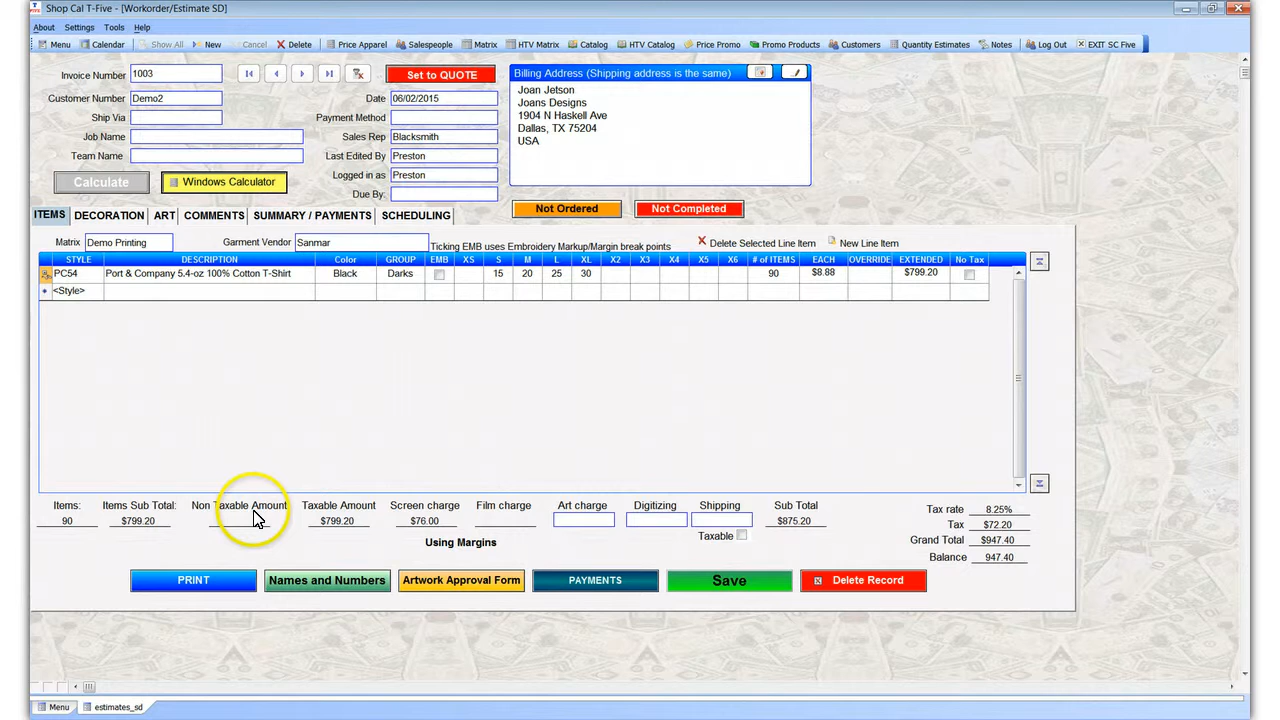 T FIVE Shop Cal T-Five - [Workorder/Estimate SD]
About Settings Tools Help
Menu Calendar Show All New Cancel Delete Price Apparel Salespeople Matrix HTV Matrix Catalog HTV Catalog Price Promo Promo Products Customers Quantity Estimates Notes Log Out EXIT SC Five
Invoice Number 1003 Set to QUOTE Billing Address (Shipping address is the same)
Customer Number Demo2 Date 06/02/2015 Joan Jetson
Ship Via Payment Method Joans Designs
Job Name Sales Rep Blacksmith 1904 N Haskell Ave
Team Name Last Edited By Preston Dallas, TX 75204
Calculate Windows Calculator Logged in as Preston USA
Due By:
ITEMS DECORATION ART COMMENTS SUMMARY / PAYMENTS SCHEDULING Not Ordered Not Completed
Matrix Demo Printing Garment Vendor Sanmar Ticking EMB uses Embroidery Markup/Margin break points Delete Selected Line Item New Line Item
STYLE DESCRIPTION Color GROUP EMB XS S M L XL X2 X3 X4 X5 X6 # of ITEMS EACH OVERRIDE EXTENDED No Tax
PC54 Port & Company 5.4-oz 100% Cotton T-Shirt Black Darks 15 20 25 30 90 $8.88 $799.20
<Style>
Items: Items Sub Total: Non Taxable Amount Taxable Amount Screen charge Film charge Art charge Digitizing Shipping Sub Total Tax rate 8.25%
90 $799.20 $799.20 $76.00 $875.20 Tax $72.20
Using Margins Taxable Grand Total $947.40
Balance 947.40
PRINT Names and Numbers Artwork Approval Form PAYMENTS Save Delete Record
Menu estimates_sd